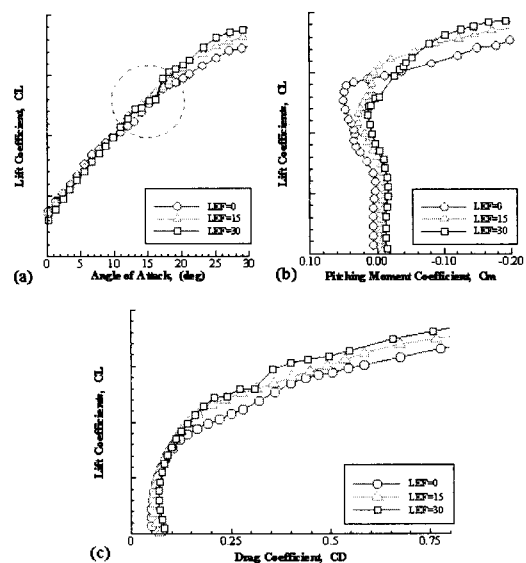 Lift Coefficient, CL
LEF=0
LEF=15
LEF=30
0 5 10 15 20 25 30
(a)
Angle of Attack, (deg)
Lift Coefficients, CL
LEF=0
LEF=15
LEF=30
0.10 0.00 -0.10 -0.20
(b)
Pitching Moment Coefficient, Cm
Lift Coefficients, CL
LEF=0
LEF=15
LEF=30
0.25 0.5 0.75
(c)
Drag Coefficient, CD